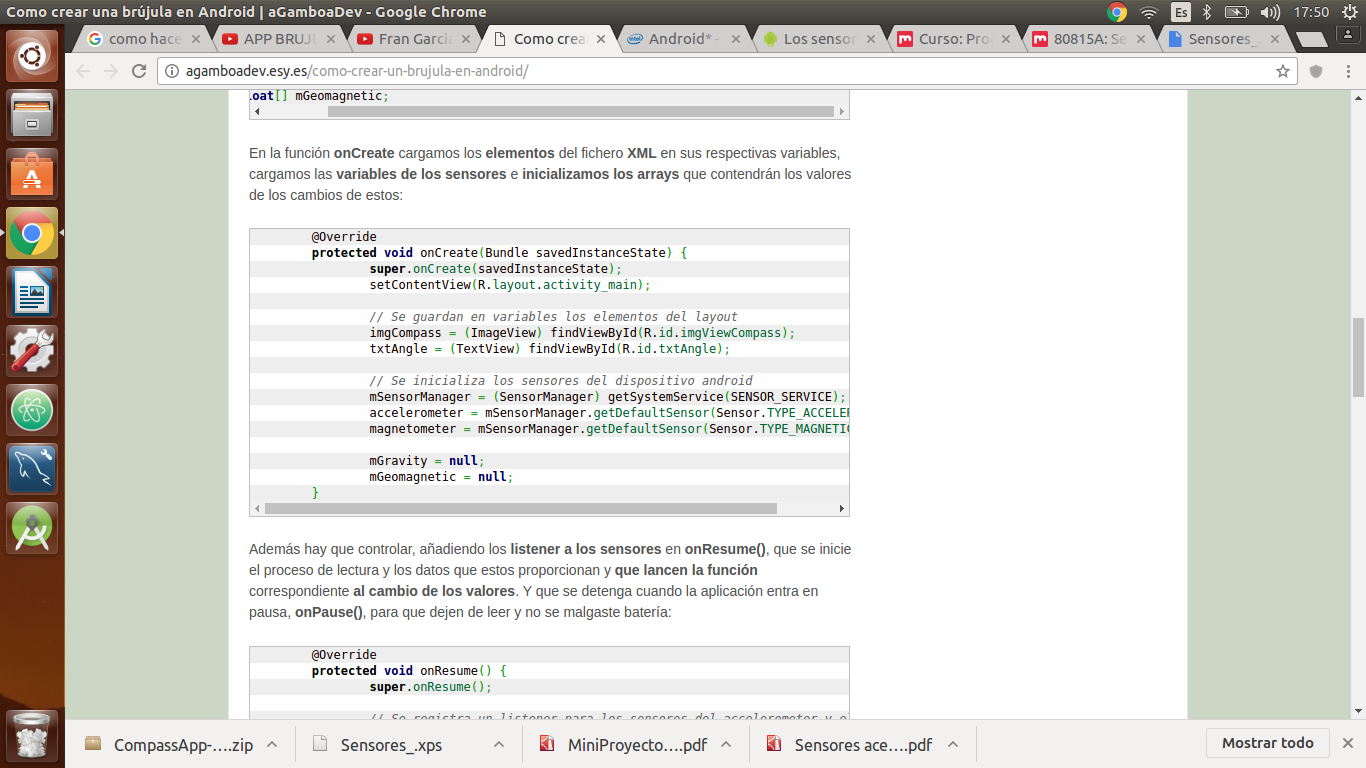 Como crear una brújula en Android | aGamboaDev - Google Chrome
Es
17:50
como hace
APP BRUJU
Fran Garcia
Como crea
Android* -
Los sensor
Curso: Pro
80815A: Se
Sensores_
agamboadev.esy.es/como-crear-un-brujula-en-android/
oat[] mGeomagnetic;
En la función onCreate cargamos los elementos del fichero XML en sus respectivas variables,
cargamos las variables de los sensores e inicializamos los arrays que contendrán los valores
de los cambios de estos:
@Override
protected void onCreate(Bundle savedInstanceState) {
super.onCreate(savedInstanceState);
setContentView(R.layout.activity_main);
// Se guardan en variables los elementos del layout
imgCompass = (ImageView) findViewById(R.id.imgViewCompass);
txtAngle = (TextView) findViewById(R.id.txtAngle);
// Se inicializa los sensores del dispositivo android
mSensorManager = (SensorManager) getSystemService(SENSOR_SERVICE);
accelerometer = mSensorManager.getDefaultSensor(Sensor.TYPE_ACCELER
magnetometer = mSensorManager.getDefaultSensor(Sensor.TYPE_MAGNETIC
mGravity = null;
mGeomagnetic = null;
}
Además hay que controlar, añadiendo los listener a los sensores en onResume(), que se inicie
el proceso de lectura y los datos que estos proporcionan y que lancen la función
correspondiente al cambio de los valores. Y que se detenga cuando la aplicación entra en
pausa, onPause(), para que dejen de leer y no se malgaste batería:
@Override
protected void onResume() {
super.onResume();
// Se registra un listener para los sensores del accelerometer y el
CompassApp-....zip
Sensores_.xps
MiniProyecto....pdf
Sensores ace....pdf
Mostrar todo